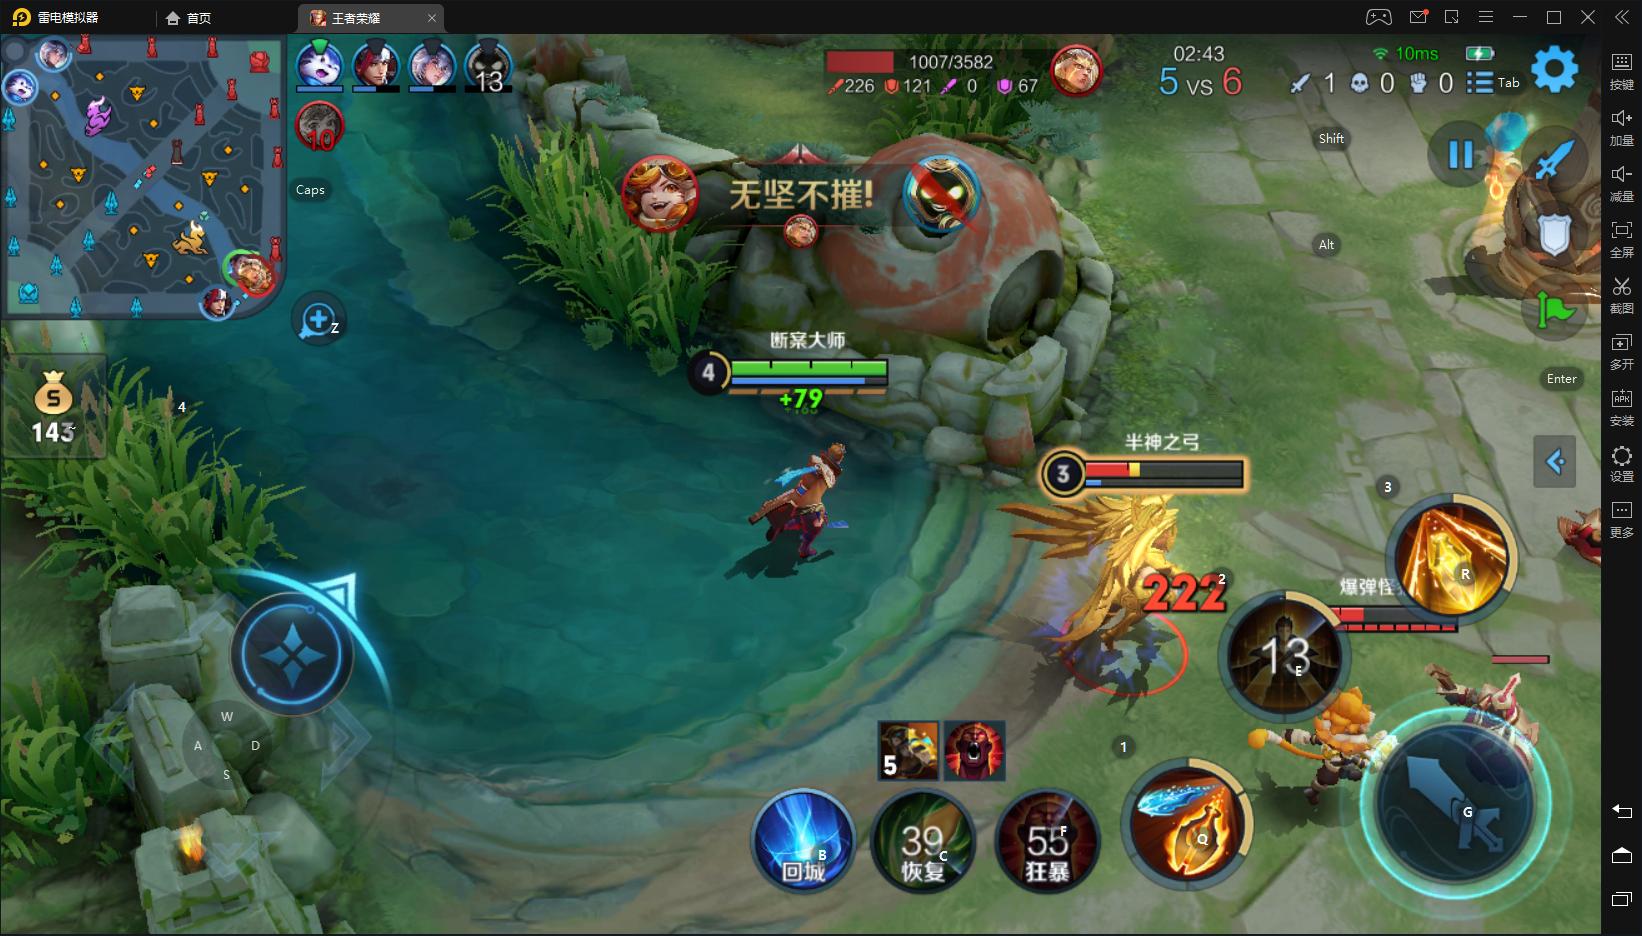 雷电模拟器
首页
王者荣耀
13
10
Caps
1007/3582
226 121 0 67
02:43
5 vs 6
10ms
1 0 0
Tab
Shift
Alt
Enter
无坚不摧!
Z
S
143
4
断案大师
4
+79
半神之弓
3
222
2
3
R
爆弹怪
13
E
W
A
D
S
5
1
B
回城
39
C
恢复
55
F
狂暴
Q
G
按键
加量
减量
全屏
截图
多开
APK
安装
设置
更多